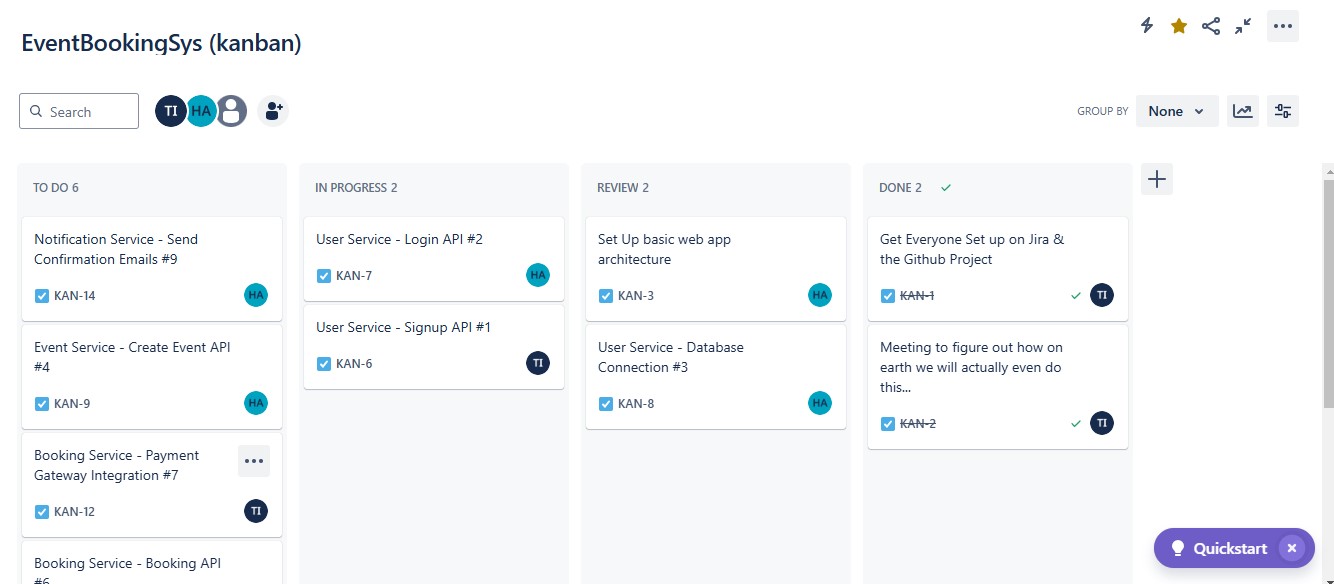 EventBookingSys (kanban)
Search
TI HA
GROUP BY None
TO DO 6
Notification Service - Send
Confirmation Emails #9
KAN-14 HA
Event Service - Create Event API
#4
KAN-9 HA
Booking Service - Payment
Gateway Integration #7
KAN-12 TI
Booking Service - Booking API
#6
IN PROGRESS 2
User Service - Login API #2
KAN-7 HA
User Service - Signup API #1
KAN-6 TI
REVIEW 2
Set Up basic web app
architecture
KAN-3 HA
User Service - Database
Connection #3
KAN-8 HA
DONE 2
Get Everyone Set up on Jira &
the Github Project
KAN-1 TI
Meeting to figure out how on
earth we will actually even do
this...
KAN-2 TI
Quickstart